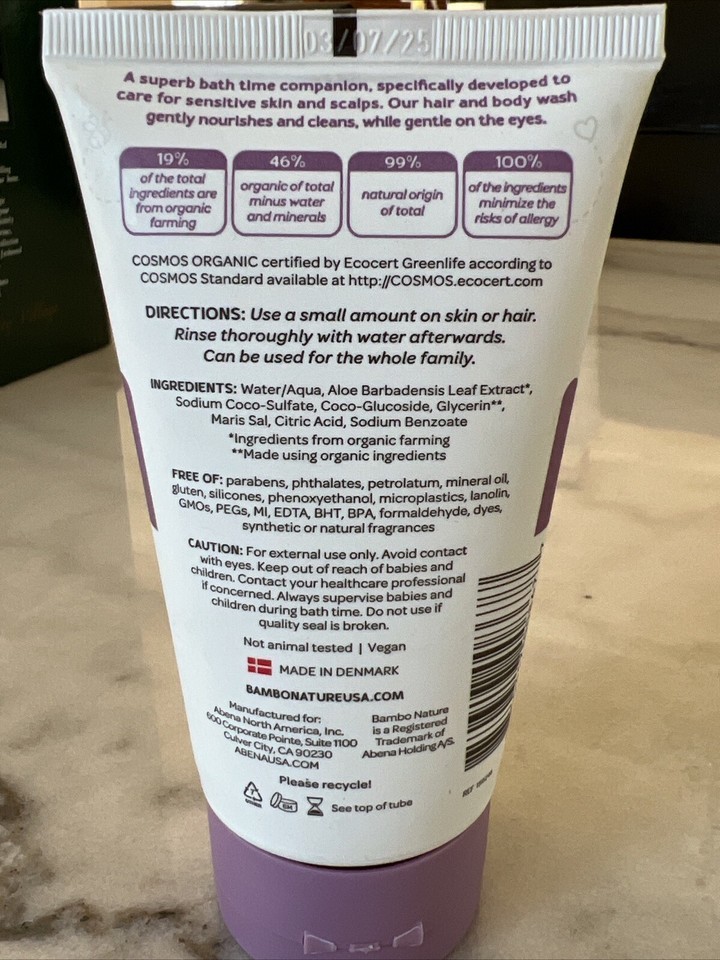 03/07/25
A superb bath time companion, specifically developed to
care for sensitive skin and scalps. Our hair and body wash
gently nourishes and cleans, while gentle on the eyes.
19%
of the total
ingredients are
from organic
farming
46%
organic of total
minus water
and minerals
99%
natural origin
of total
100%
of the ingredients
minimize the
risks of allergy
COSMOS ORGANIC certified by Ecocert Greenlife according to
COSMOS Standard available at http://COSMOS.ecocert.com
DIRECTIONS: Use a small amount on skin or hair.
Rinse thoroughly with water afterwards.
Can be used for the whole family.
INGREDIENTS: Water/Aqua, Aloe Barbadensis Leaf Extract*,
Sodium Coco-Sulfate, Coco-Glucoside, Glycerin**,
Maris Sal, Citric Acid, Sodium Benzoate
*Ingredients from organic farming
**Made using organic ingredients
FREE OF: parabens, phthalates, petrolatum, mineral oil,
gluten, silicones, phenoxyethanol, microplastics, lanolin,
GMOs, PEGs, MI, EDTA, BHT, BPA, formaldehyde, dyes,
synthetic or natural fragrances
CAUTION: For external use only. Avoid contact
with eyes. Keep out of reach of babies and
children. Contact your healthcare professional
if concerned. Always supervise babies and
children during bath time. Do not use if
quality seal is broken.
Not animal tested | Vegan
MADE IN DENMARK
BAMBONATUREUSA.COM
Manufactured for:
Abena North America, Inc.
600 Corporate Pointe, Suite 1100
Culver City, CA 90230
ABENAUSA.COM
Bambo Nature
is a Registered
Trademark of
Abena Holding A/S.
Please recycle!
7
OTHER
6M
See top of tube
REF